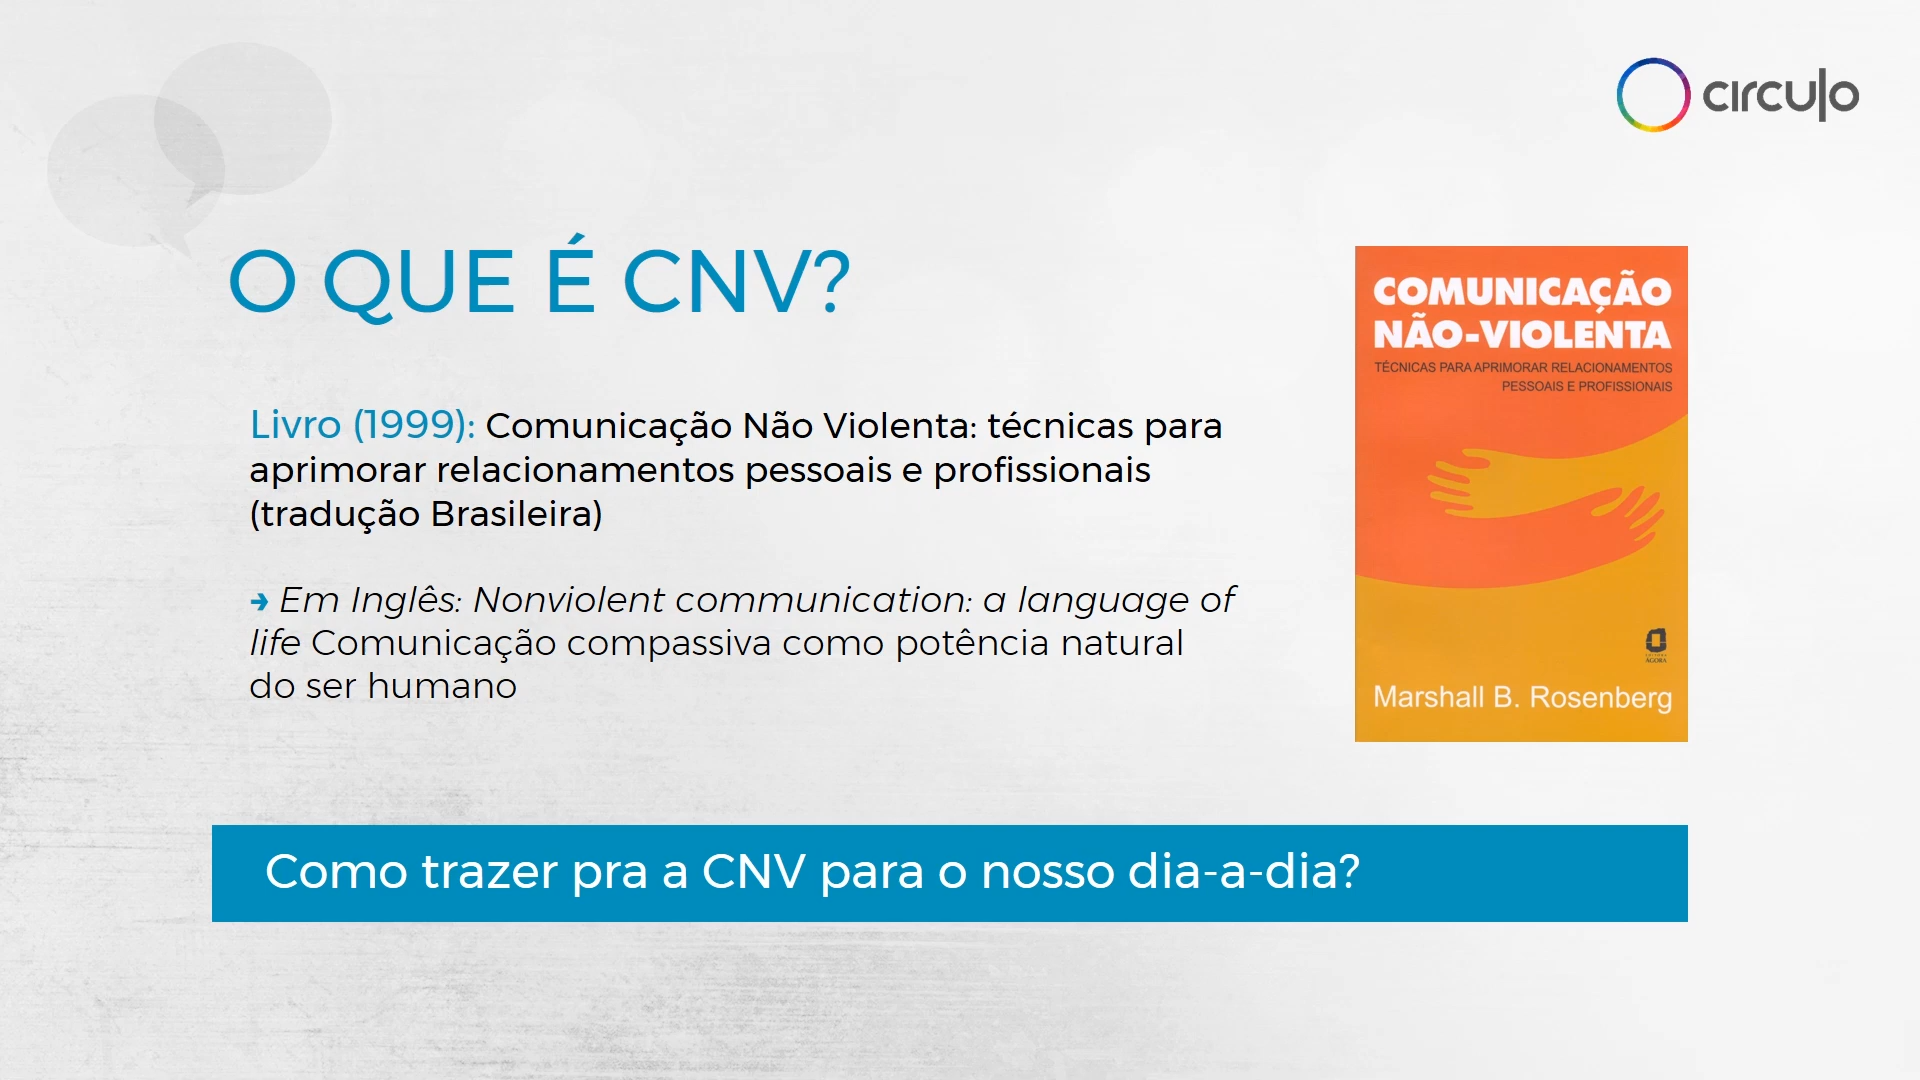 circulo
O QUE É CNV?
Livro (1999): Comunicação Não Violenta: técnicas para
aprimorar relacionamentos pessoais e profissionais
(tradução Brasileira)
➔ Em Inglês: Nonviolent communication: a language of
life Comunicação compassiva como potência natural
do ser humano
COMUNICAÇÃO
NÃO-VIOLENTA
TÉCNICAS PARA APRIMORAR RELACIONAMENTOS
PESSOAIS E PROFISSIONAIS
ÁGORA
Marshall B. Rosenberg
Como trazer pra a CNV para o nosso dia-a-dia?